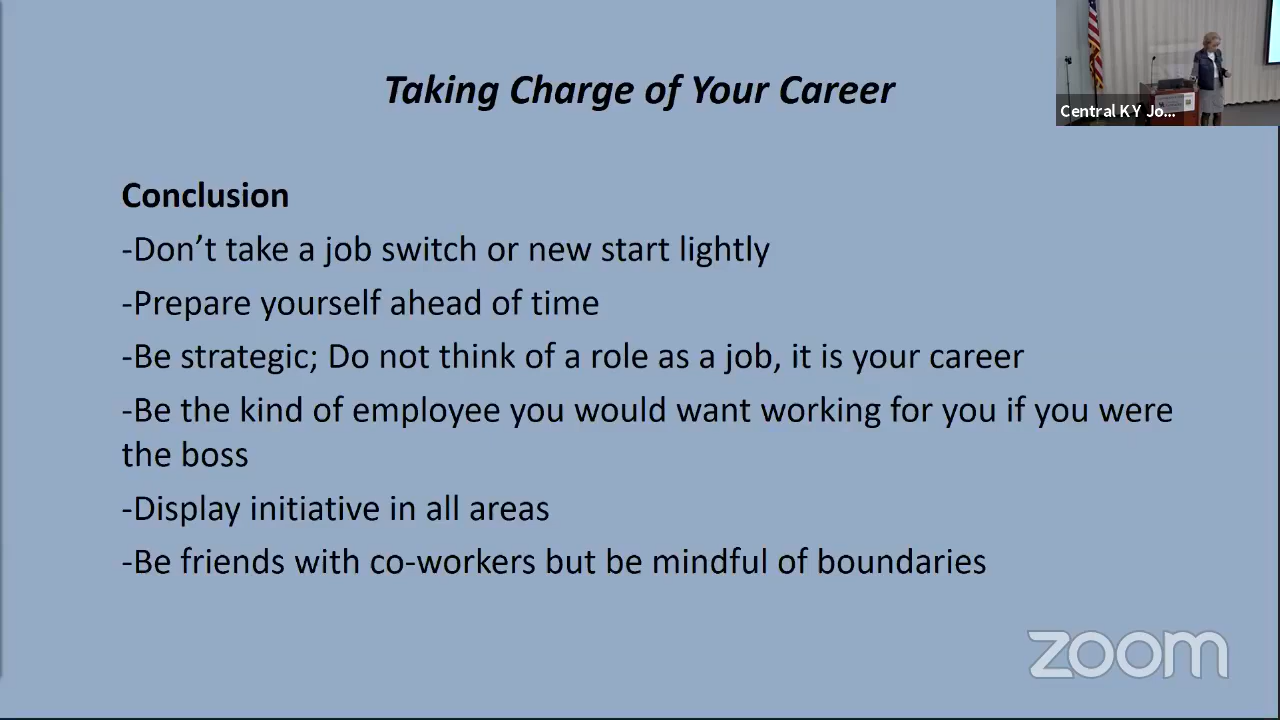 Taking Charge of Your Career
Central KY Jo...
Conclusion
-Don’t take a job switch or new start lightly
-Prepare yourself ahead of time
-Be strategic; Do not think of a role as a job, it is your career
-Be the kind of employee you would want working for you if you were
the boss
-Display initiative in all areas
-Be friends with co-workers but be mindful of boundaries
zoom